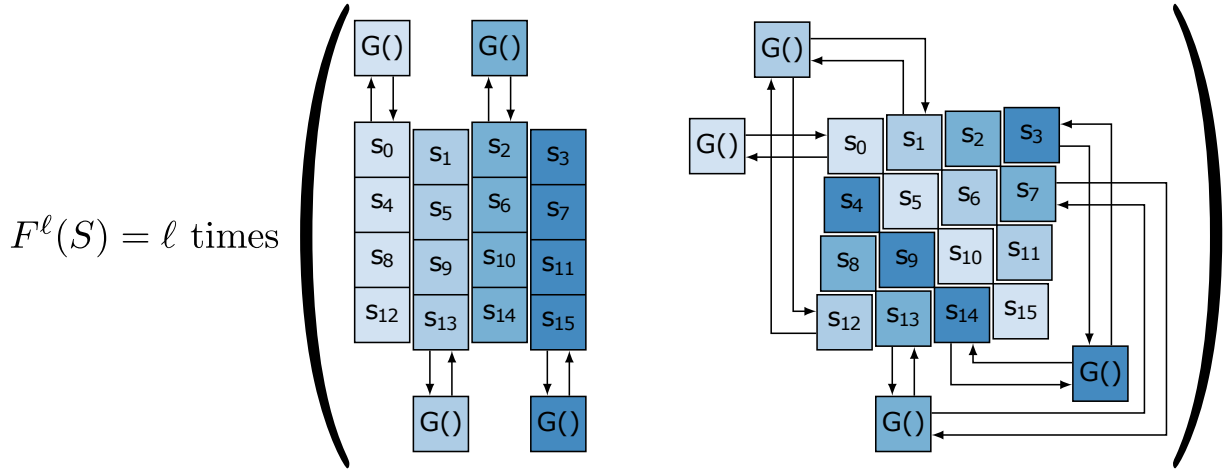 F^ℓ(S) = ℓ times
G() G()
s0 s1 s2 s3
s4 s5 s6 s7
s8 s9 s10 s11
s12 s13 s14 s15
G() G()
G()
G()
s0 s1 s2 s3
s4 s5 s6 s7
s8 s9 s10 s11
s12 s13 s14 s15
G()
G()